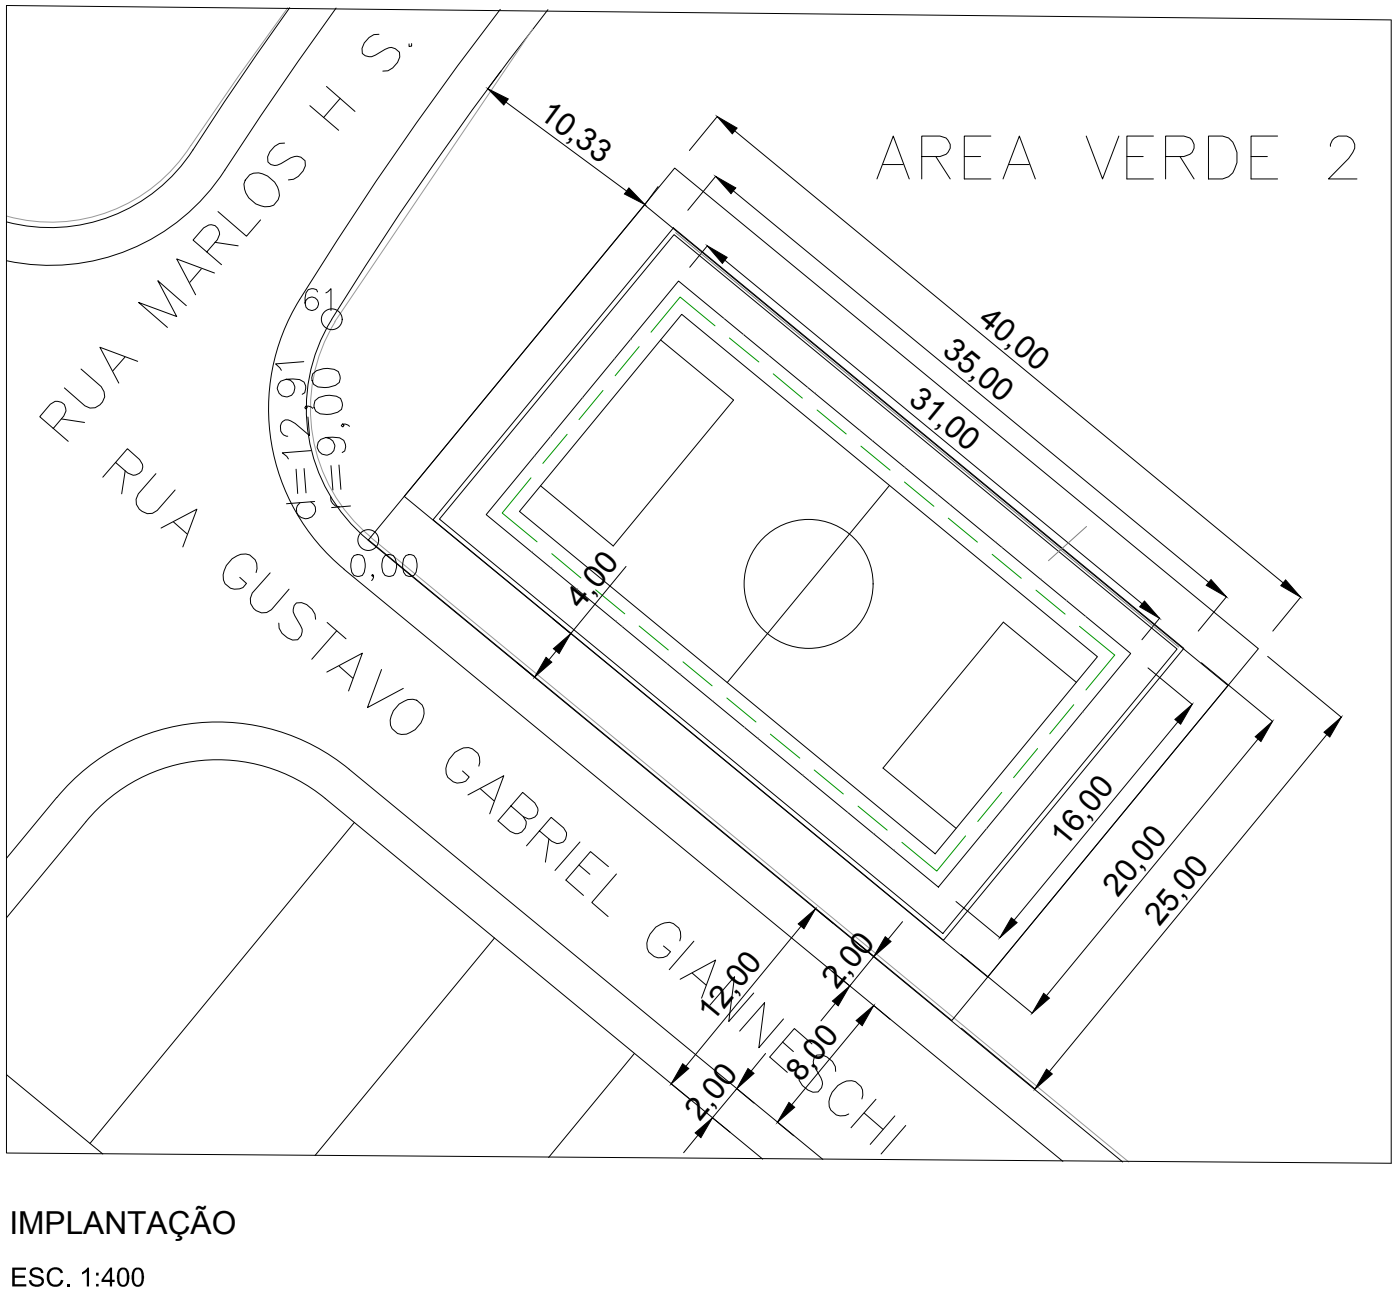 RUA MARLOS H S.
10,33
AREA VERDE 2
40,00
35,00
31,00
61
d=12,91
r=9,00
0,00
RUA GUSTAVO GABRIEL GIANNESCHI
4,00
16,00
20,00
25,00
12,00
2,00
8,00
2,00
IMPLANTAÇÃO
ESC. 1:400